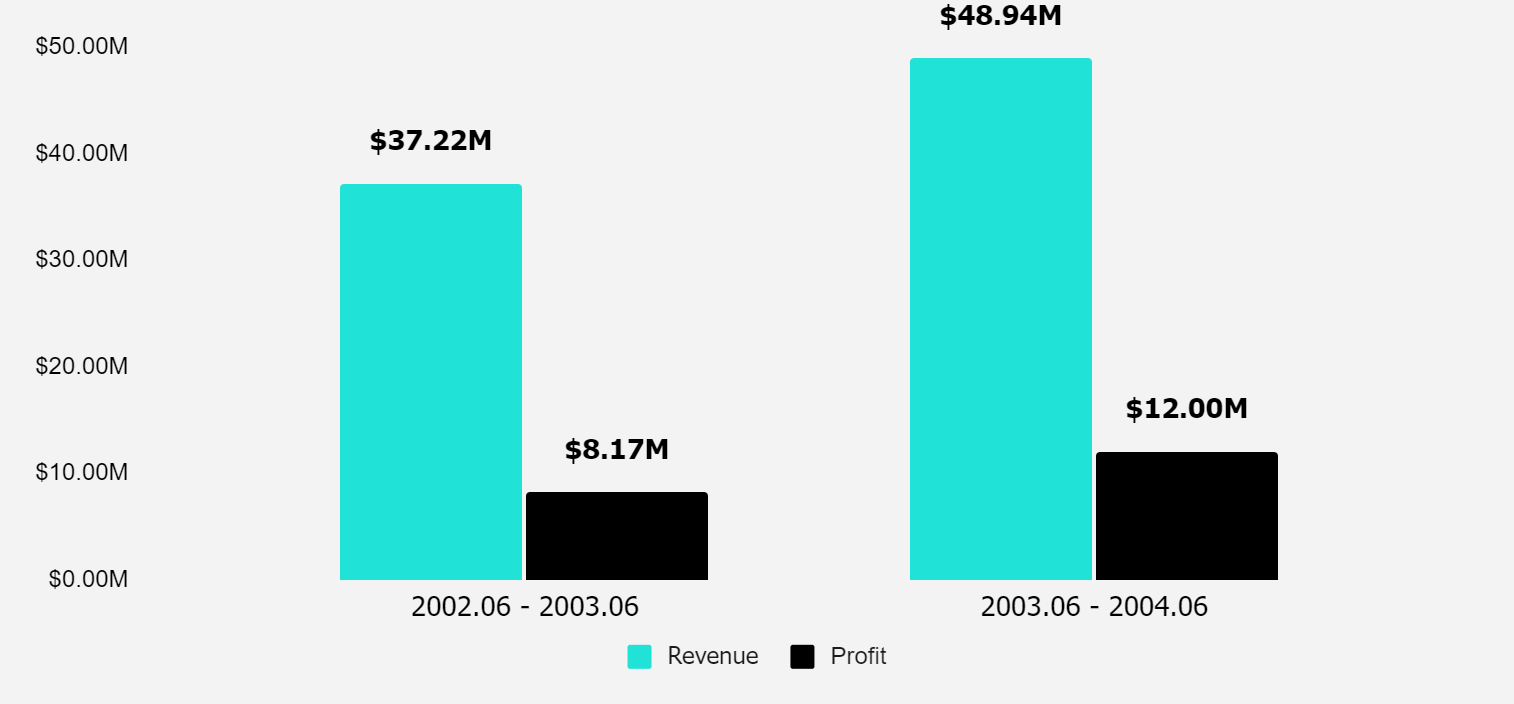 $48.94M
$50.00M
$37.22M
$40.00M
$30.00M
$20.00M
$12.00M
$8.17M
$10.00M
$0.00M
2002.06 - 2003.06
2003.06 - 2004.06
Revenue
Profit